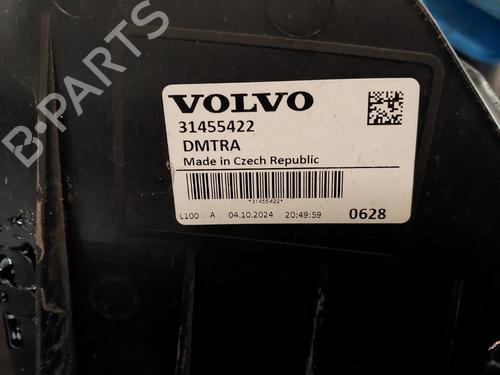 VOLVO
31455422
DMTRA
Made in Czech Republic
*31455422*
L100 A 04.10.2024 20:49:59 0628
B-PARTS